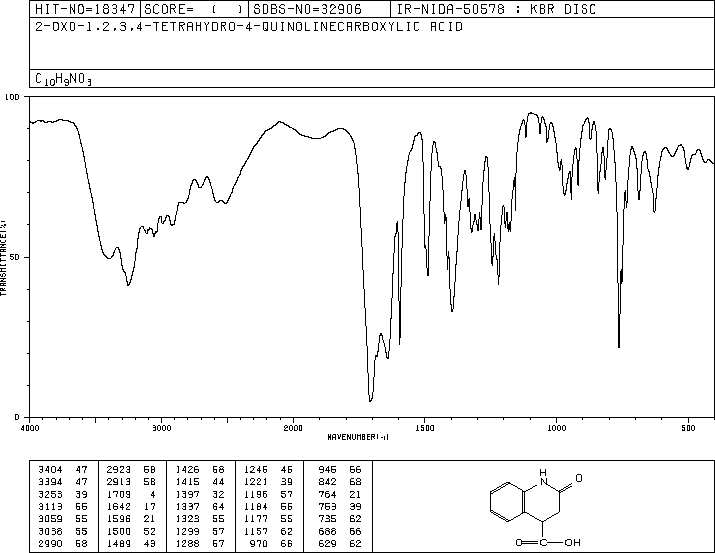 HIT-NO=18347 SCORE= ( ) SDBS-NO=32906 IR-NIDA-50578 : KBR DISC
2-OXO-1,2,3,4-TETRAHYDRO-4-QUINOLINECARBOXYLIC ACID
C10H9NO3
100
TRANSMITTANCE(%)
50
0
4000 3000 2000 1500 1000 500
WAVENUMBER(-1)
3404 47 2923 58 1426 68 1246 46 945 66
3394 47 2913 58 1415 44 1221 39 842 68
3253 39 1709 4 1397 32 1196 57 764 21
3113 55 1642 17 1337 64 1184 55 753 39
3059 55 1596 21 1323 55 1177 55 735 62
3036 55 1500 52 1299 57 1157 62 686 66
2990 58 1489 43 1288 57 970 66 629 62
H
N O
O C OH